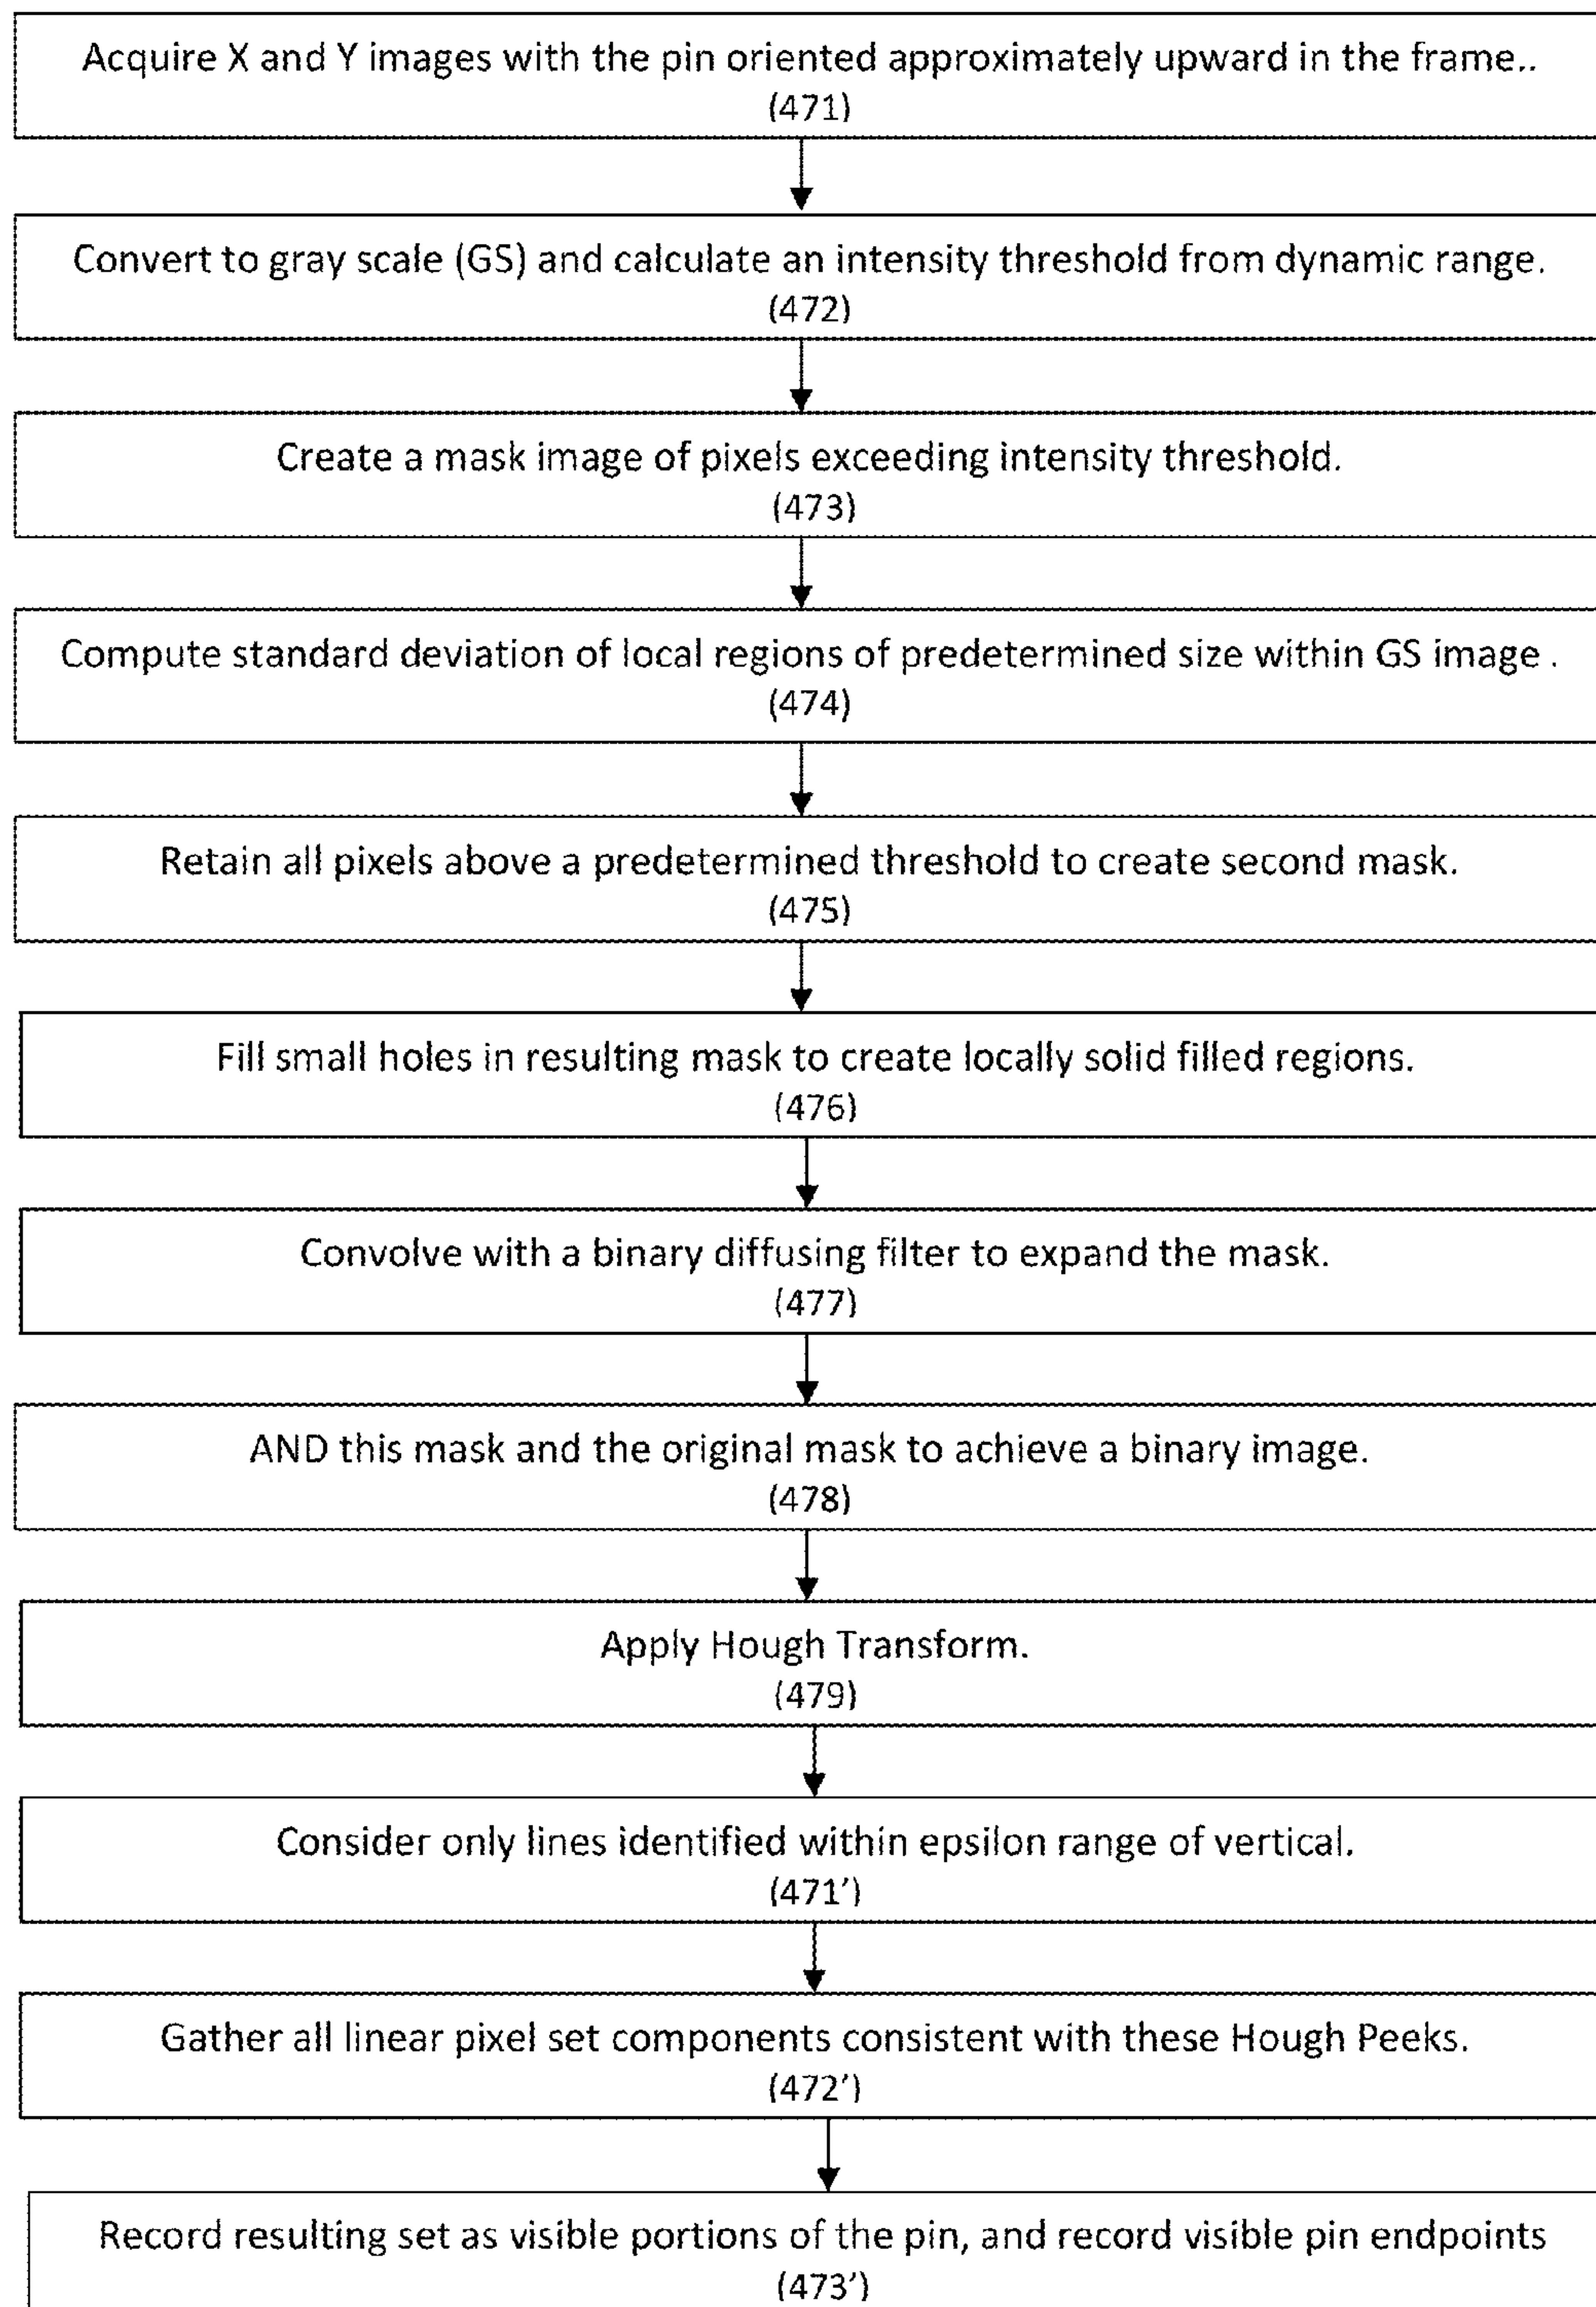 Acquire X and Y images with the pin oriented approximately upward in the frame..
(471)
Convert to gray scale (GS) and calculate an intensity threshold from dynamic range.
(472)
Create a mask image of pixels exceeding intensity threshold.
(473)
Compute standard deviation of local regions of predetermined size within GS image .
(474)
Retain all pixels above a predetermined threshold to create second mask.
(475)
Fill small holes in resulting mask to create locally solid filled regions.
(476)
Convolve with a binary diffusing filter to expand the mask.
(477)
AND this mask and the original mask to achieve a binary image.
(478)
Apply Hough Transform.
(479)
Consider only lines identified within epsilon range of vertical.
(471’)
Gather all linear pixel set components consistent with these Hough Peeks.
(472’)
Record resulting set as visible portions of the pin, and record visible pin endpoints
(473’)